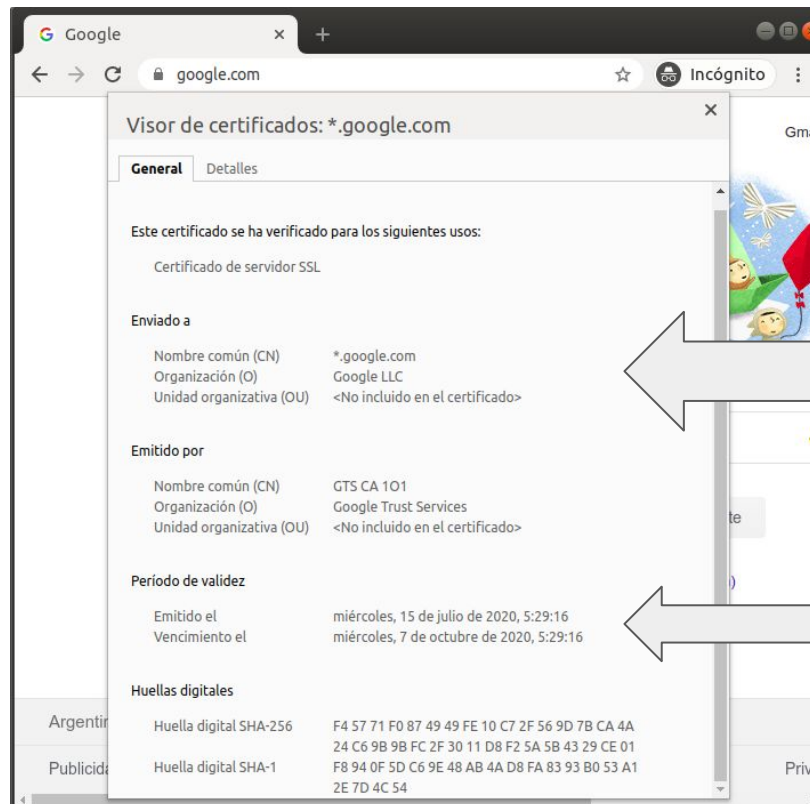 Google
google.com
Incógnito
Visor de certificados: *.google.com
General Detalles
Este certificado se ha verificado para los siguientes usos:
Certificado de servidor SSL
Enviado a
Nombre común (CN) *.google.com
Organización (O) Google LLC
Unidad organizativa (OU) <No incluido en el certificado>
Emitido por
Nombre común (CN) GTS CA 1O1
Organización (O) Google Trust Services
Unidad organizativa (OU) <No incluido en el certificado>
Período de validez
Emitido el miércoles, 15 de julio de 2020, 5:29:16
Vencimiento el miércoles, 7 de octubre de 2020, 5:29:16
Huellas digitales
Huella digital SHA-256 F4 57 71 F0 87 49 49 FE 10 C7 2F 56 9D 7B CA 4A
24 C6 9B 9B FC 2F 30 11 D8 F2 5A 5B 43 29 CE 01
Huella digital SHA-1 F8 94 0F 5D C6 9E 48 AB 4A D8 FA 83 93 B0 53 A1
2E 7D 4C 54